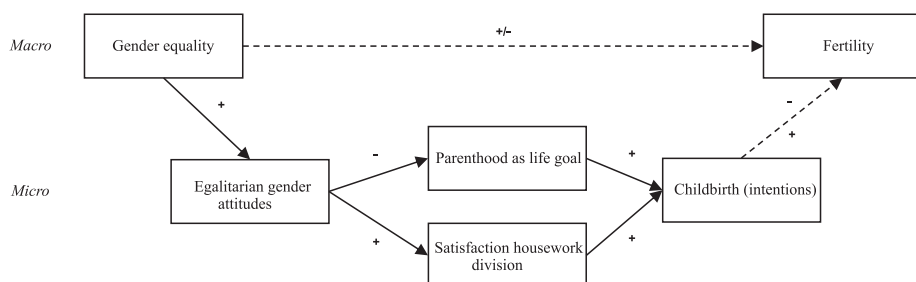 Macro
Gender equality
+/-
Fertility
+
-
+
-
Parenthood as life goal
+
Micro
Egalitarian gender
attitudes
Childbirth (intentions)
+
Satisfaction housework
division
+